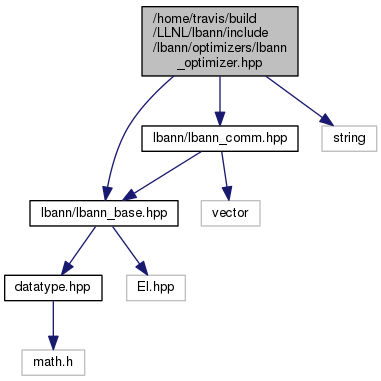 /home/travis/build
/LLNL/lbann/include
/lbann/optimizers/lbann
_optimizer.hpp
lbann/lbann_comm.hpp
string
lbann/lbann_base.hpp
vector
datatype.hpp
El.hpp
math.h